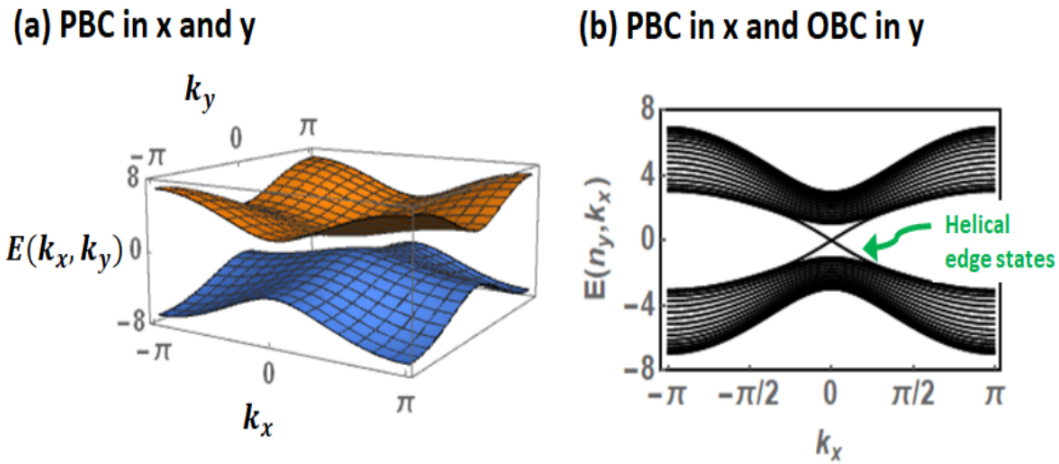 (a) PBC in x and y
(b) PBC in x and OBC in y
k_y
−π
0
π
8
E(k_x, k_y) 0
−8
−π
0
π
k_x
8
4
0
−4
−8
E(n_y,k_x)
Helical
edge states
−π −π/2 0 π/2 π
k_x